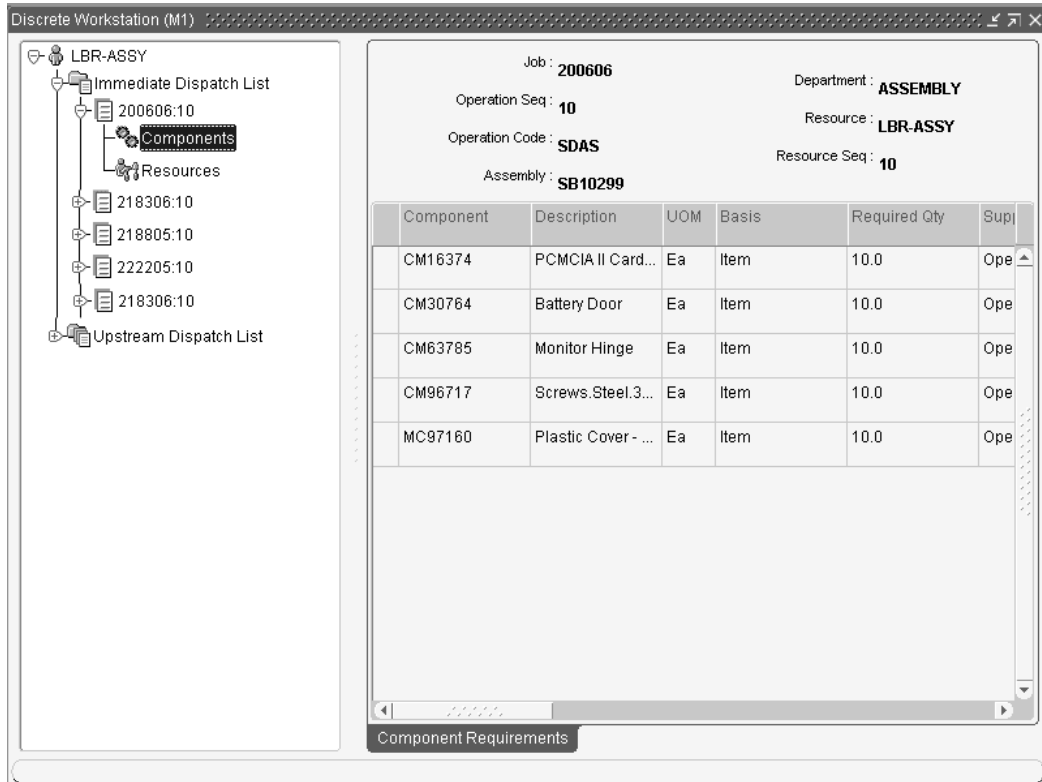 Discrete Workstation (M1)
LBR-ASSY
Immediate Dispatch List
200606:10
Components
Resources
218306:10
218805:10
222205:10
218306:10
Upstream Dispatch List
Job : 200606
Operation Seq : 10
Operation Code : SDAS
Assembly : SB10299
Department : ASSEMBLY
Resource : LBR-ASSY
Resource Seq : 10
Component Description UOM Basis Required Qty Supp
CM16374 PCMCIA II Card... Ea Item 10.0 Ope
CM30764 Battery Door Ea Item 10.0 Ope
CM63785 Monitor Hinge Ea Item 10.0 Ope
CM96717 Screws.Steel.3... Ea Item 10.0 Ope
MC97160 Plastic Cover - ... Ea Item 10.0 Ope
Component Requirements